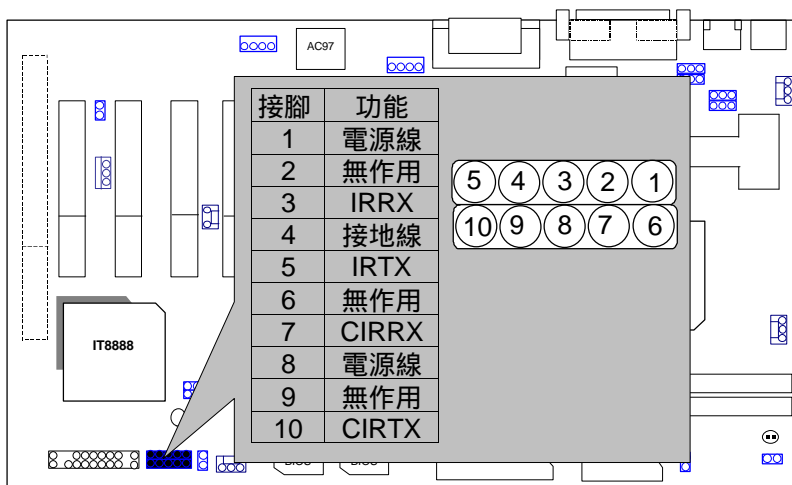 AC97
接腳 功能
1 電源線
2 無作用
3 IRRX
4 接地線
5 IRTX
6 無作用
7 CIRRX
8 電源線
9 無作用
10 CIRTX
5 4 3 2 1
10 9 8 7 6
IT8888